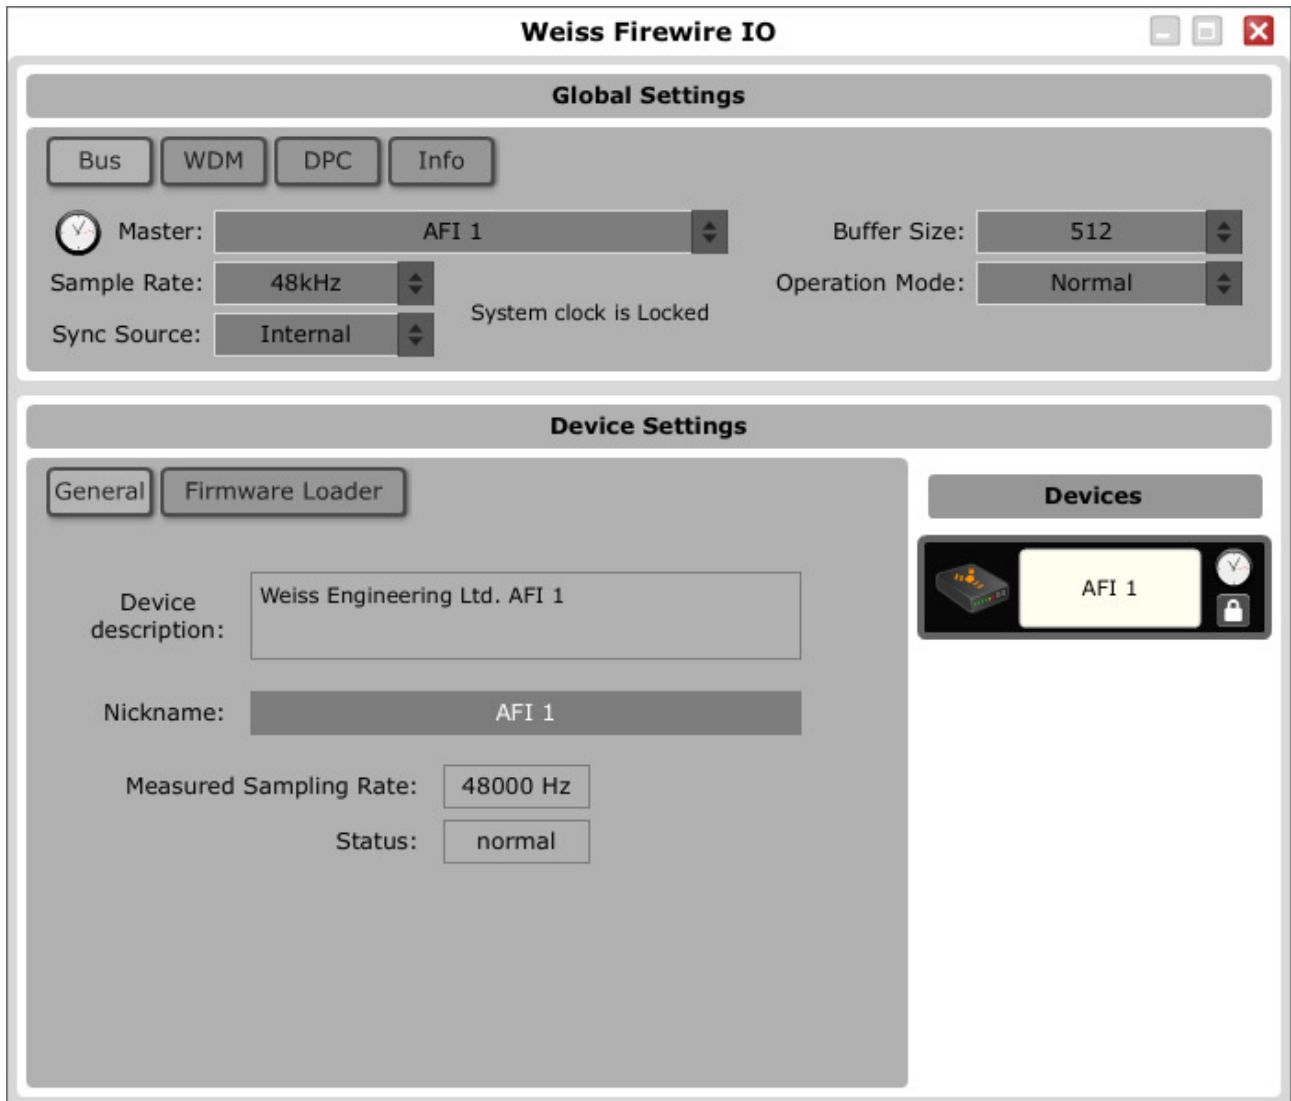 Weiss Firewire IO
Global Settings
Bus WDM DPC Info
Master: AFI 1 Buffer Size: 512
Sample Rate: 48kHz Operation Mode: Normal
System clock is Locked
Sync Source: Internal
Device Settings
General Firmware Loader
Devices
AFI 1
Device
description:
Weiss Engineering Ltd. AFI 1
Nickname: AFI 1
Measured Sampling Rate: 48000 Hz
Status: normal